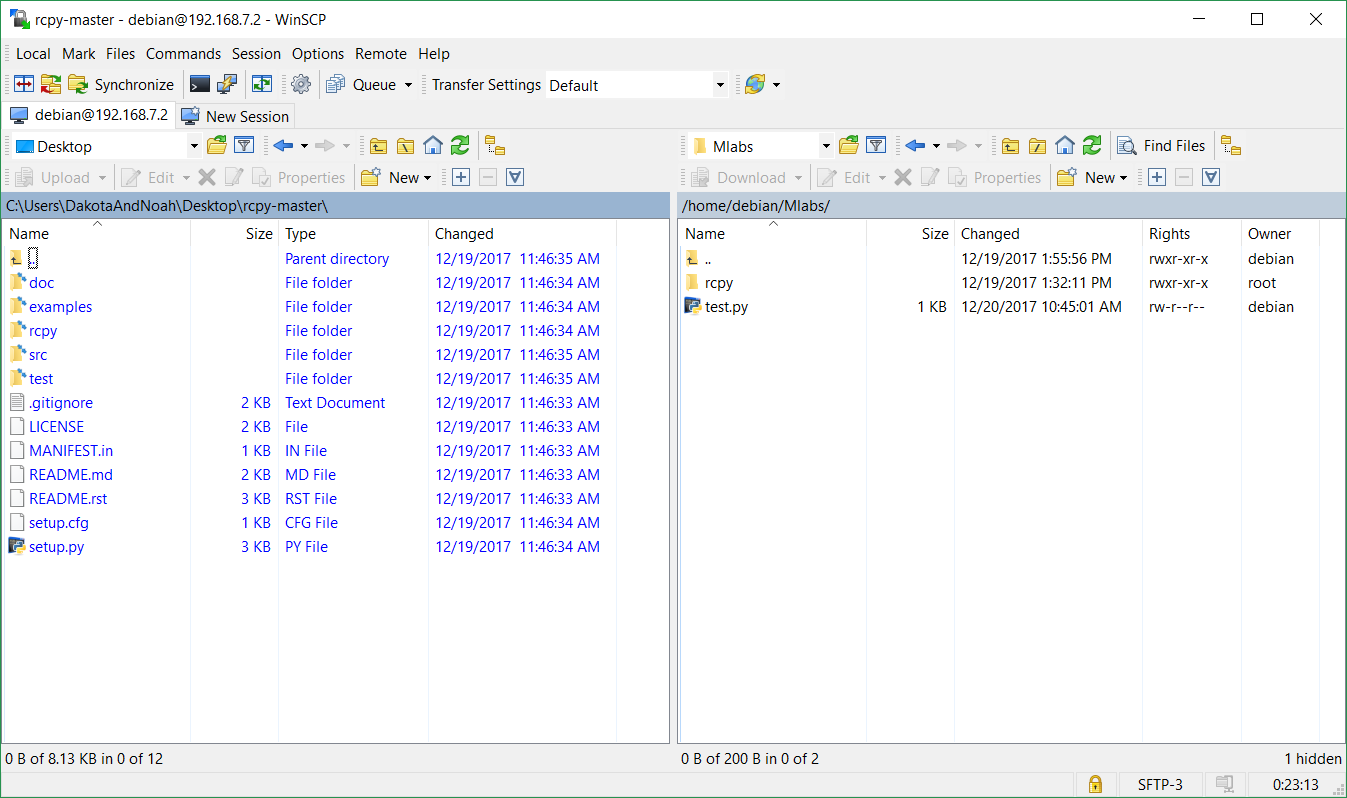 rcpy-master - debian@192.168.7.2 - WinSCP
Local Mark Files Commands Session Options Remote Help
Synchronize Queue Transfer Settings Default
debian@192.168.7.2 New Session
Desktop
Mlabs Find Files
Upload Edit Properties New
Download Edit Properties New
C:\Users\DakotaAndNoah\Desktop\rcpy-master\
Name Size Type Changed
.. Parent directory 12/19/2017 11:46:35 AM
doc File folder 12/19/2017 11:46:35 AM
examples File folder 12/19/2017 11:46:34 AM
rcpy File folder 12/19/2017 11:46:34 AM
src File folder 12/19/2017 11:46:35 AM
test File folder 12/19/2017 11:46:35 AM
.gitignore 2 KB Text Document 12/19/2017 11:46:33 AM
LICENSE 2 KB File 12/19/2017 11:46:33 AM
MANIFEST.in 1 KB IN File 12/19/2017 11:46:33 AM
README.md 2 KB MD File 12/19/2017 11:46:33 AM
README.rst 3 KB RST File 12/19/2017 11:46:33 AM
setup.cfg 1 KB CFG File 12/19/2017 11:46:34 AM
setup.py 3 KB PY File 12/19/2017 11:46:34 AM
0 B of 8.13 KB in 0 of 12
/home/debian/Mlabs/
Name Size Changed Rights Owner
.. 12/19/2017 1:55:56 PM rwxr-xr-x debian
rcpy 12/19/2017 1:32:11 PM rwxr-xr-x root
test.py 1 KB 12/20/2017 10:45:01 AM rw-r--r-- debian
0 B of 200 B in 0 of 2 1 hidden
SFTP-3 0:23:13